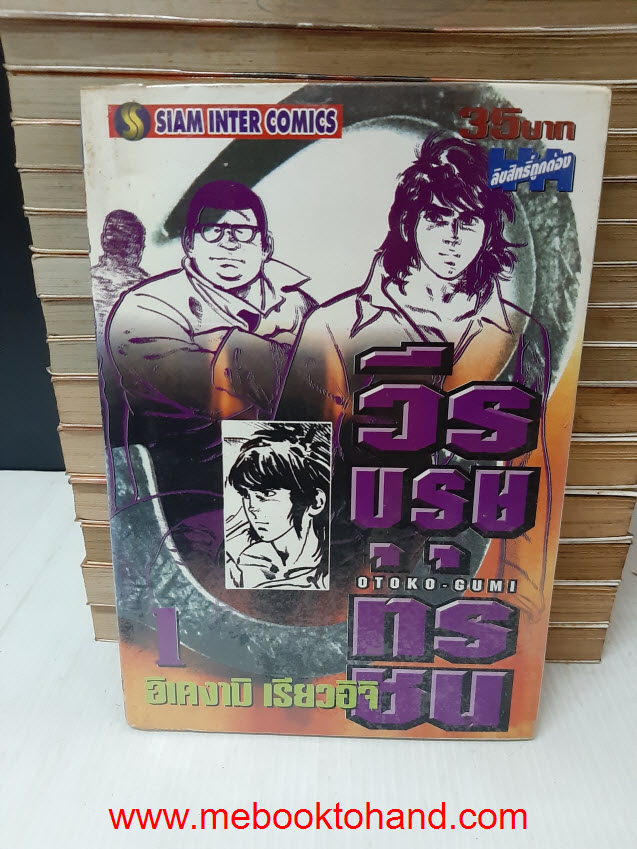 SIAM INTER COMICS
35บาท
ลิขสิทธิ์ถูกต้อง
วีร
บุรุษ
OTOKO-GUMI
ทร
ชน
1
อิเคงามิ เรียวอิจิ
www.mebooktohand.com